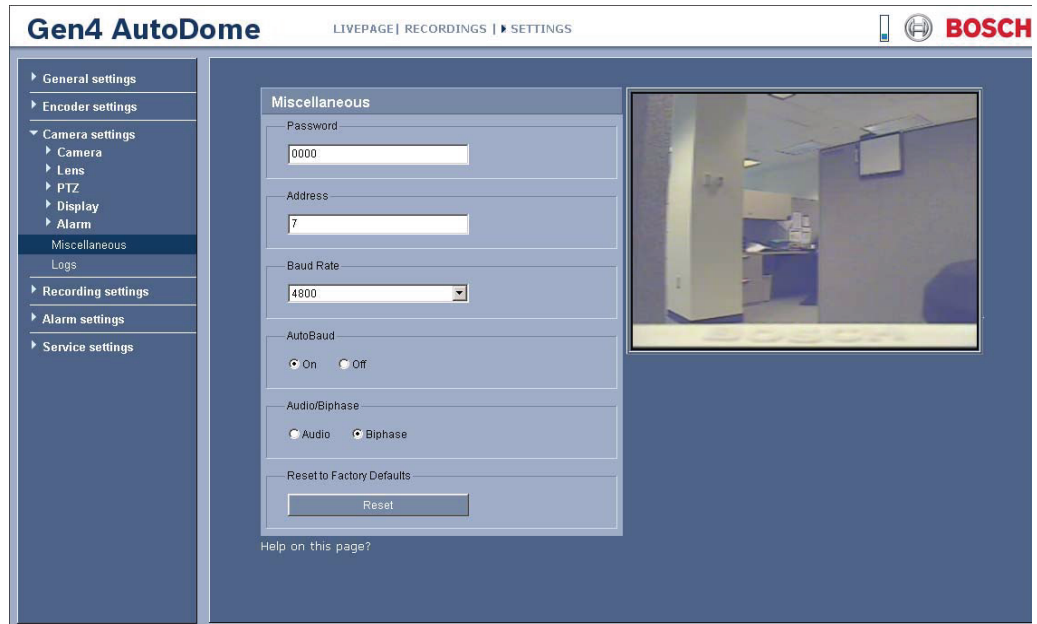 Gen4 AutoDome
LIVEPAGE| RECORDINGS | SETTINGS
BOSCH
General settings
Encoder settings
Camera settings
Camera
Lens
PTZ
Display
Alarm
Miscellaneous
Logs
Recording settings
Alarm settings
Service settings
Miscellaneous
Password
0000
Address
7
Baud Rate
4800
AutoBaud
On Off
Audio/Biphase
Audio Biphase
Reset to Factory Defaults
Reset
Help on this page?
BOSCH